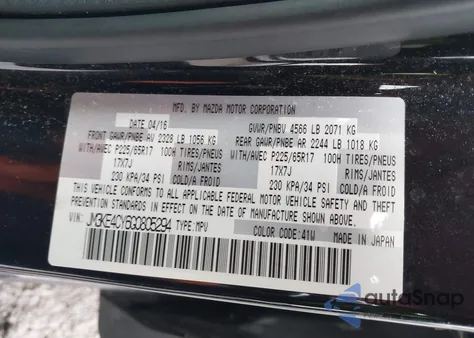 MFD. BY MAZDA MOTOR CORPORATION
DATE 04/16 GVWR/PNBV 4566 LB 2071 KG
FRONT GAWR/PNBE AV 2328 LB 1056 KG REAR GAWR/PNBE AR 2244 LB 1018 KG
WITH/AVEC P225/65R17 100H TIRES/PNEUS WITH/AVEC P225/65R17 100H TIRES/PNEUS
17X7J RIMS/JANTES 17X7J RIMS/JANTES
230 KPA/34 PSI COLD/A FROID 230 KPA/34 PSI COLD/A FROID
THIS VEHICLE CONFORMS TO ALL APPLICABLE FEDERAL MOTOR VEHICLE SAFETY AND THEFT
PREVENTION STANDARDS IN EFFECT ON THE DATE OF MANUFACTURE SHOWN ABOVE.
VIN: JM3KE4CY6G0805294 TYPE:MPV COLOR CODE:41W MADE IN JAPAN
autoSnap